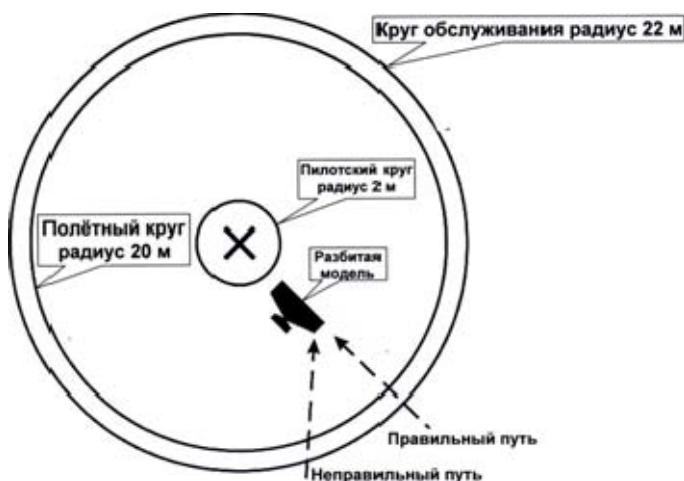 Круг обслуживания радиус 22 м
Пилотский круг
радиус 2 м
Полётный круг
радиус 20 м
Разбитая
модель
Правильный путь
Неправильный путь